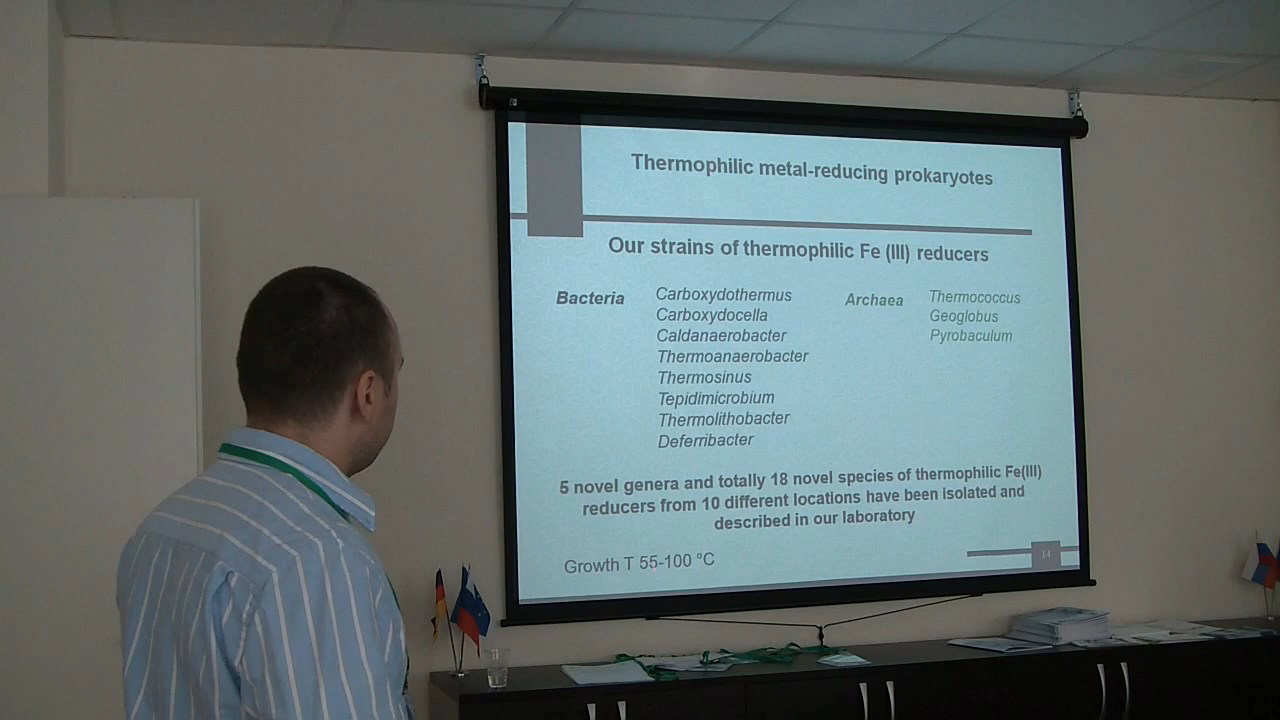 Thermophilic metal-reducing prokaryotes
Our strains of thermophilic Fe (III) reducers
Bacteria
Carboxydothermus
Carboxydocella
Caldanaerobacter
Thermoanaerobacter
Thermosinus
Tepidimicrobium
Thermolithobacter
Deferribacter
Archaea
Thermococcus
Geoglobus
Pyrobaculum
5 novel genera and totally 18 novel species of thermophilic Fe(III)
reducers from 10 different locations have been isolated and
described in our laboratory
Growth T 55-100 °C
14